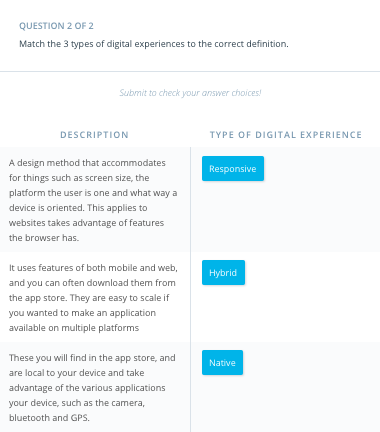 QUESTION 2 OF 2
Match the 3 types of digital experiences to the correct definition.
Submit to check your answer choices!
DESCRIPTION
TYPE OF DIGITAL EXPERIENCE
A design method that accommodates
for things such as screen size, the
platform the user is one and what way a
device is oriented. This applies to
websites takes advantage of features
the browser has.
Responsive
It uses features of both mobile and web,
and you can often download them from
the app store. They are easy to scale if
you wanted to make an application
available on multiple platforms
Hybrid
These you will find in the app store, and
are local to your device and take
advantage of the various applications
your device, such as the camera,
bluetooth and GPS.
Native